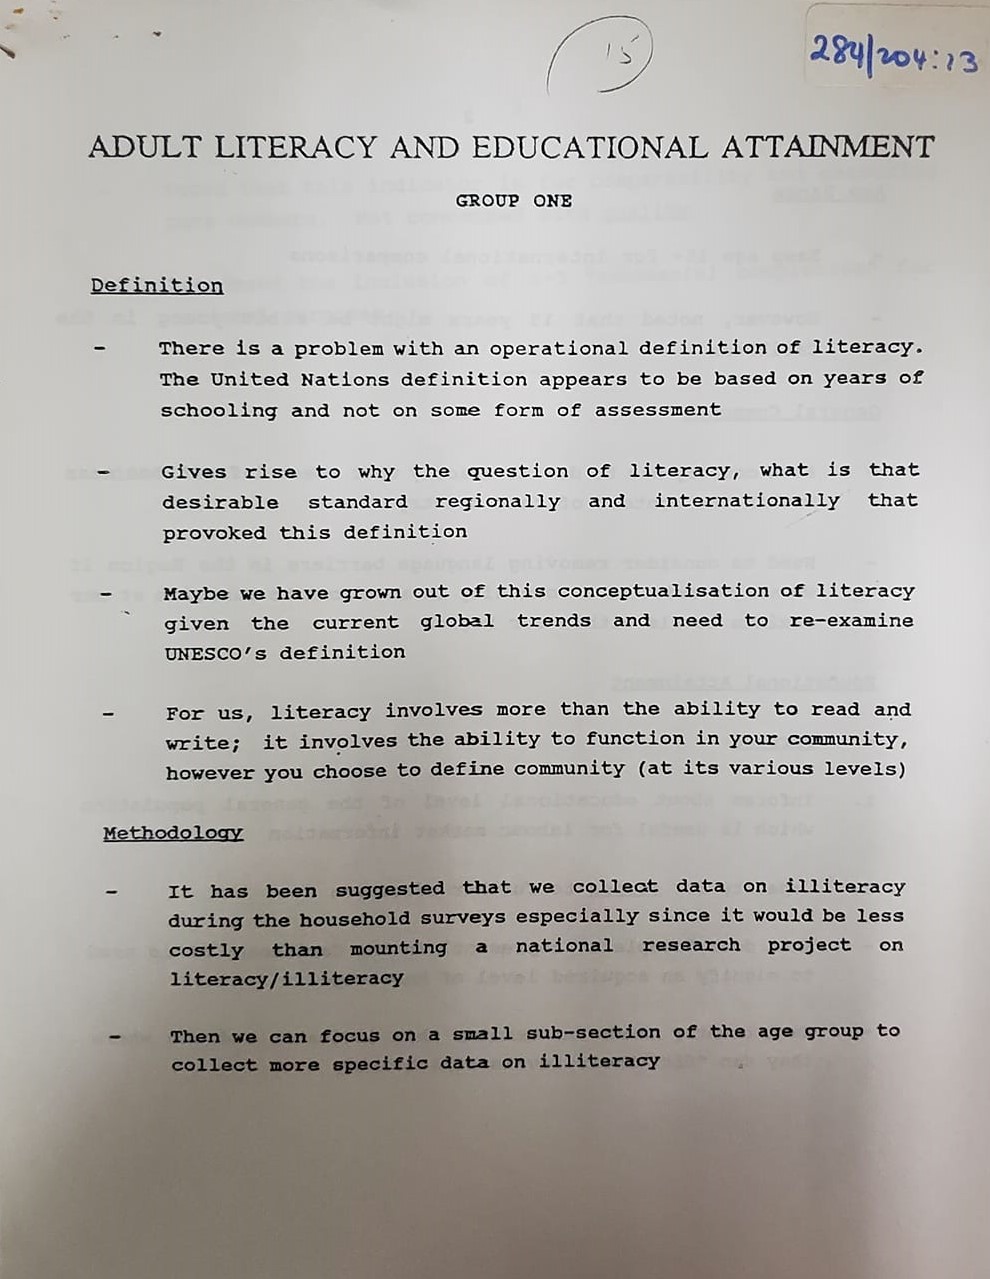 15
284/204:13
ADULT LITERACY AND EDUCATIONAL ATTAINMENT
GROUP ONE
Definition
- There is a problem with an operational definition of literacy.
The United Nations definition appears to be based on years of
schooling and not on some form of assessment
- Gives rise to why the question of literacy, what is that
desirable standard regionally and internationally that
provoked this definition
- Maybe we have grown out of this conceptualisation of literacy
given the current global trends and need to re-examine
UNESCO's definition
- For us, literacy involves more than the ability to read and
write; it involves the ability to function in your community,
however you choose to define community (at its various levels)
Methodology
- It has been suggested that we collect data on illiteracy
during the household surveys especially since it would be less
costly than mounting a national research project on
literacy/illiteracy
- Then we can focus on a small sub-section of the age group to
collect more specific data on illiteracy